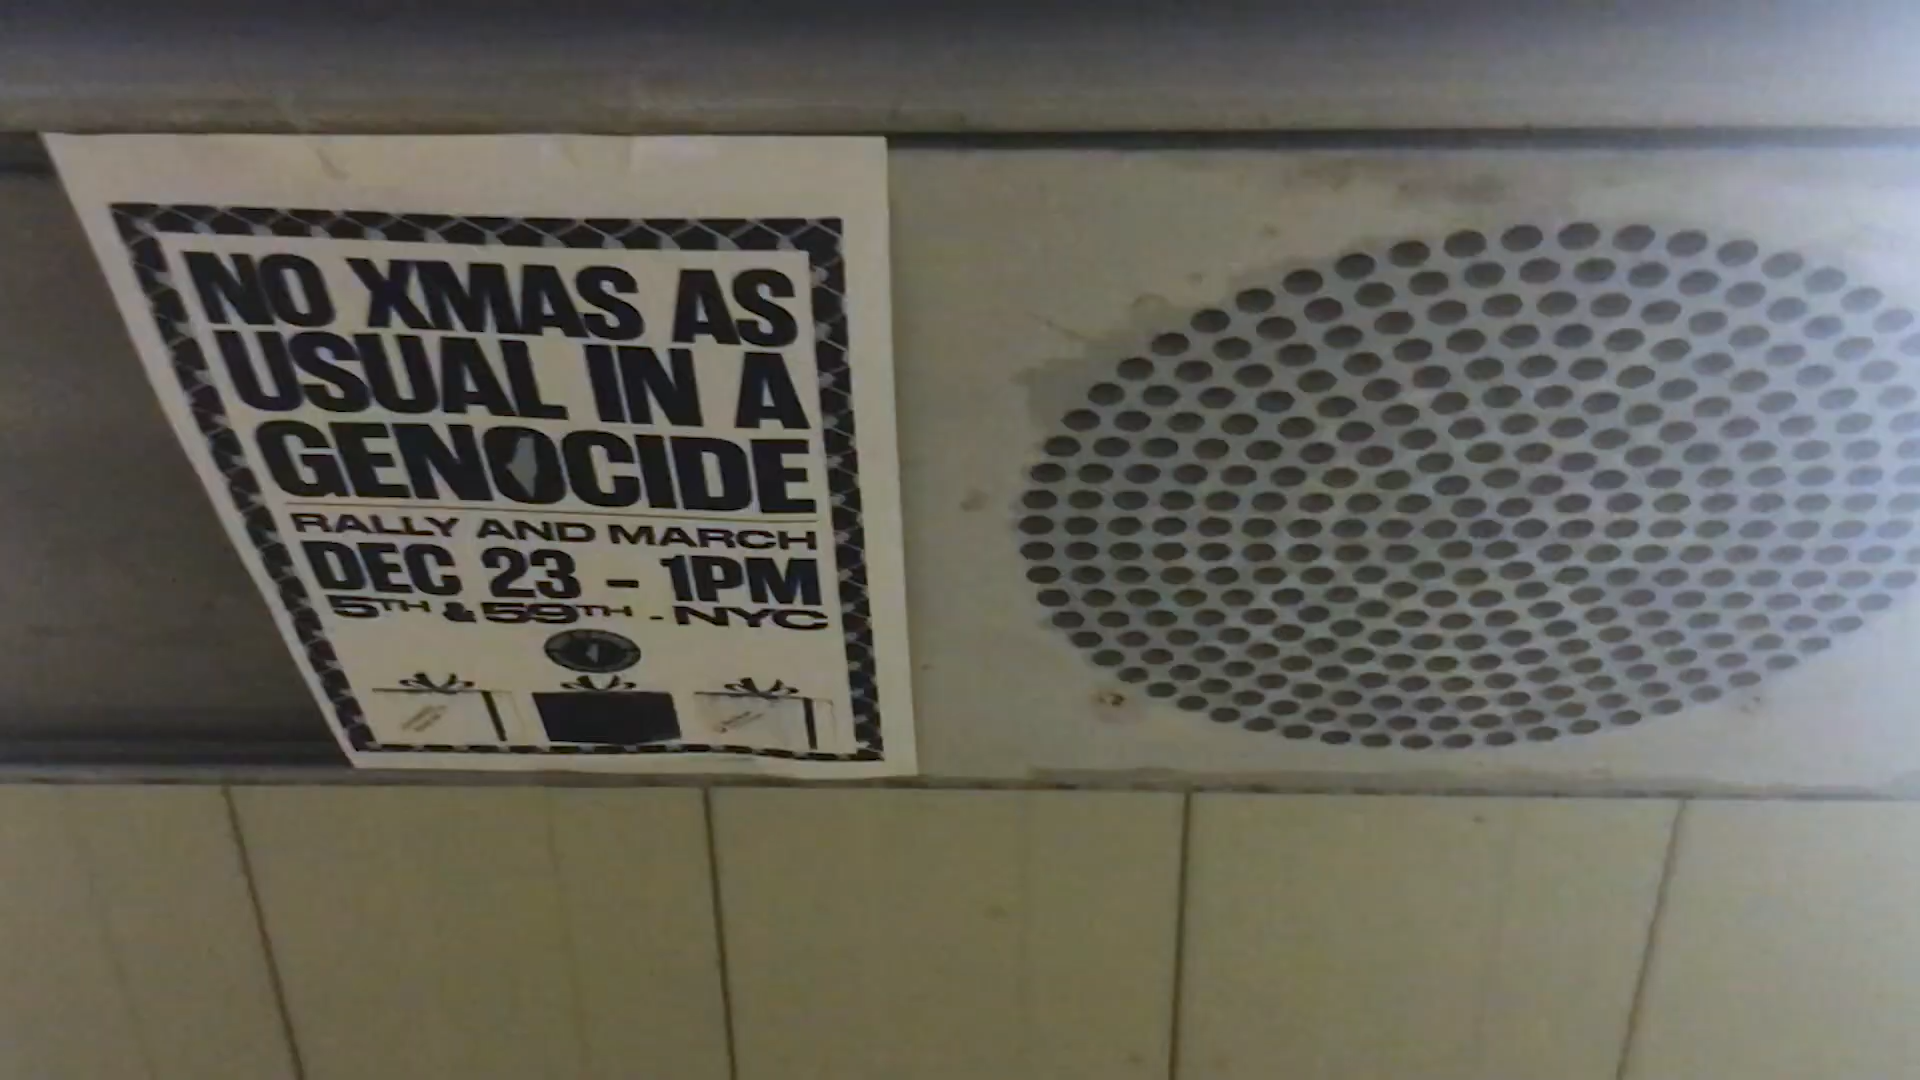 NO XMAS AS
USUAL IN A
GENOCIDE
RALLY AND MARCH
DEC 23 - 1PM
5TH & 59TH - NYC